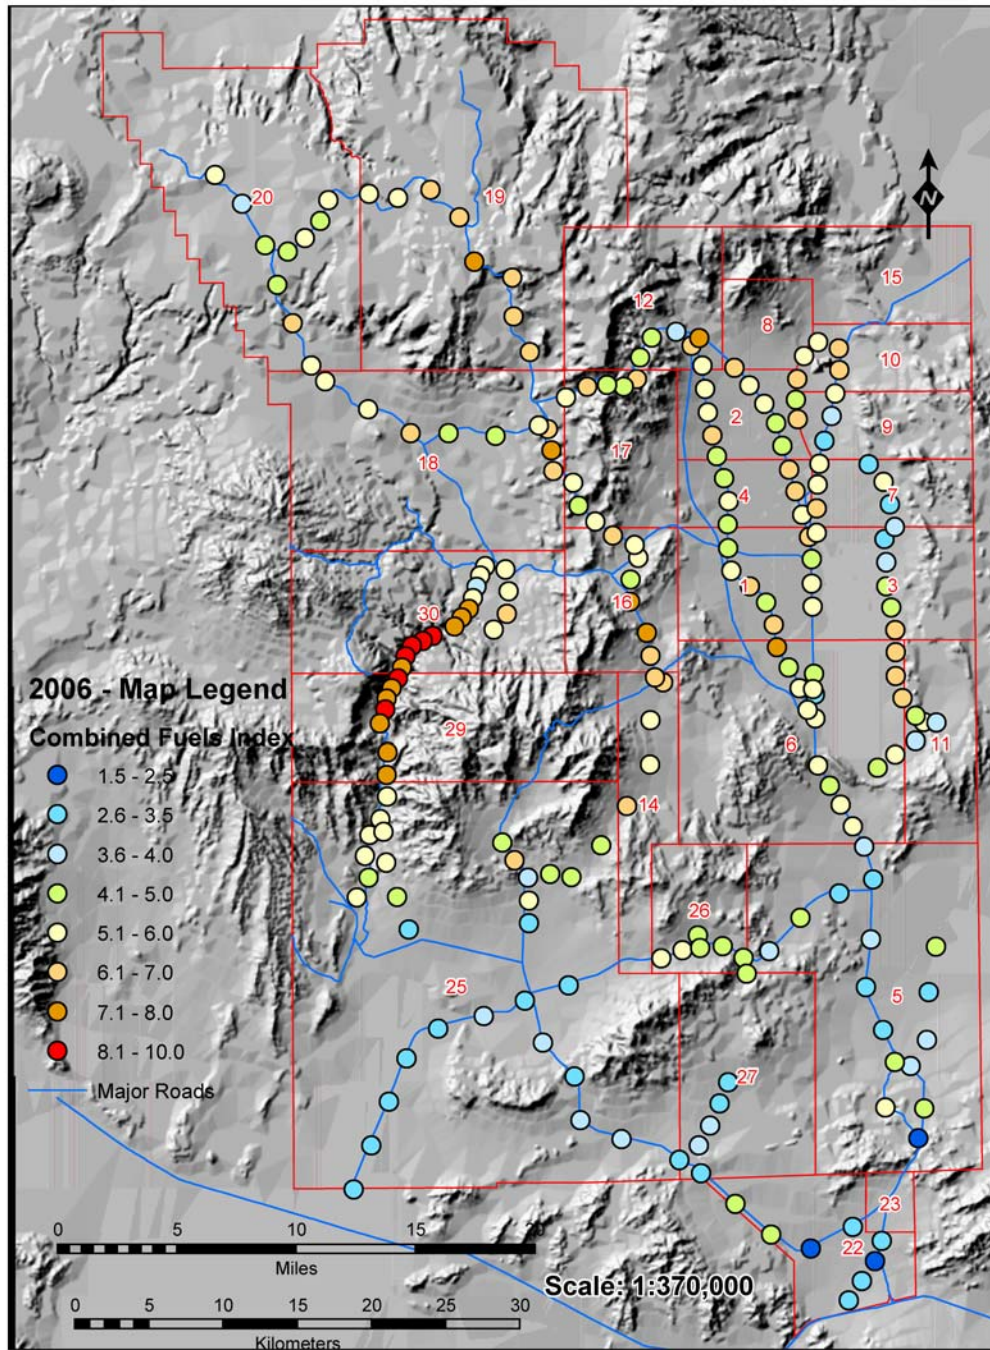 20
19
N
15
12
8
10
2
9
17
18
4
7
1
3
16
30
2006 - Map Legend
29
Combined Fuels Index
6
11
1.5 - 2.5
2.6 - 3.5
14
3.6 - 4.0
4.1 - 5.0
5.1 - 6.0
26
6.1 - 7.0
25
5
7.1 - 8.0
8.1 - 10.0
27
Major Roads
23
0 5 10 15 20
22
Miles
Scale: 1:370,000
0 5 10 15 20 25 30
Kilometers